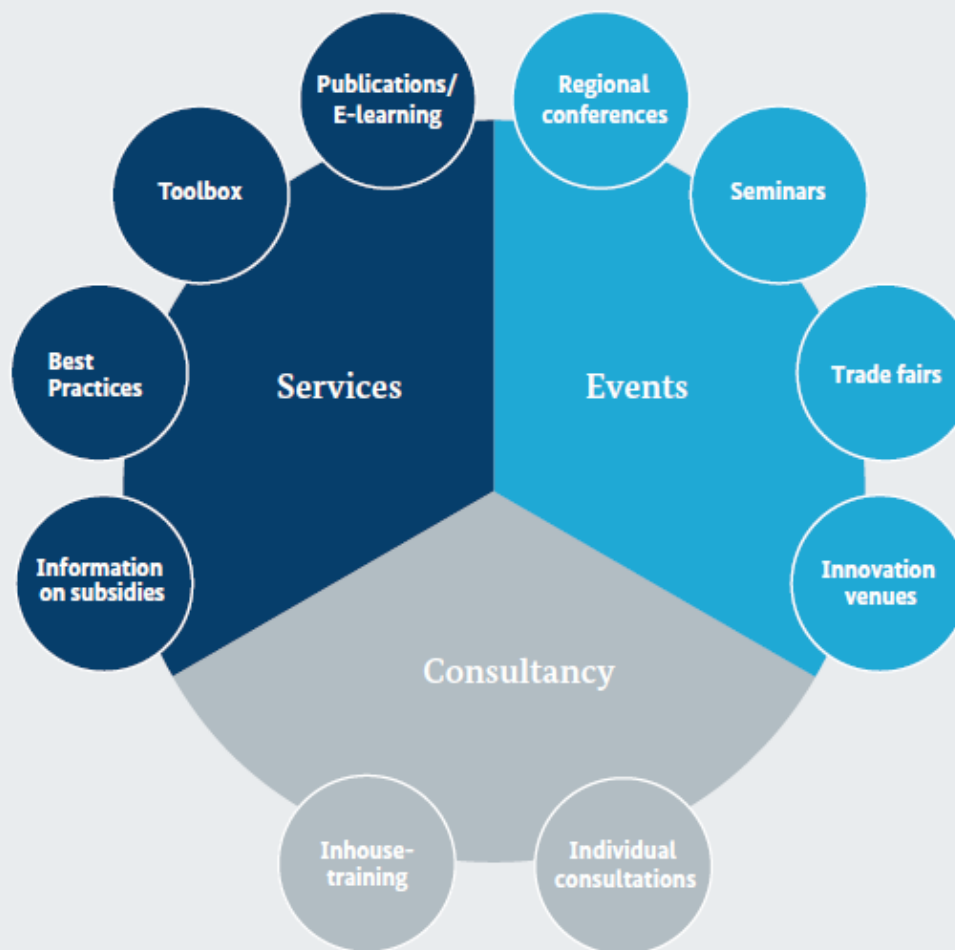 Publications/
E-learning
Regional
conferences
Toolbox
Seminars
Best
Practices
Services
Events
Trade fairs
Information
on subsidies
Innovation
venues
Consultancy
Inhouse-
training
Individual
consultations